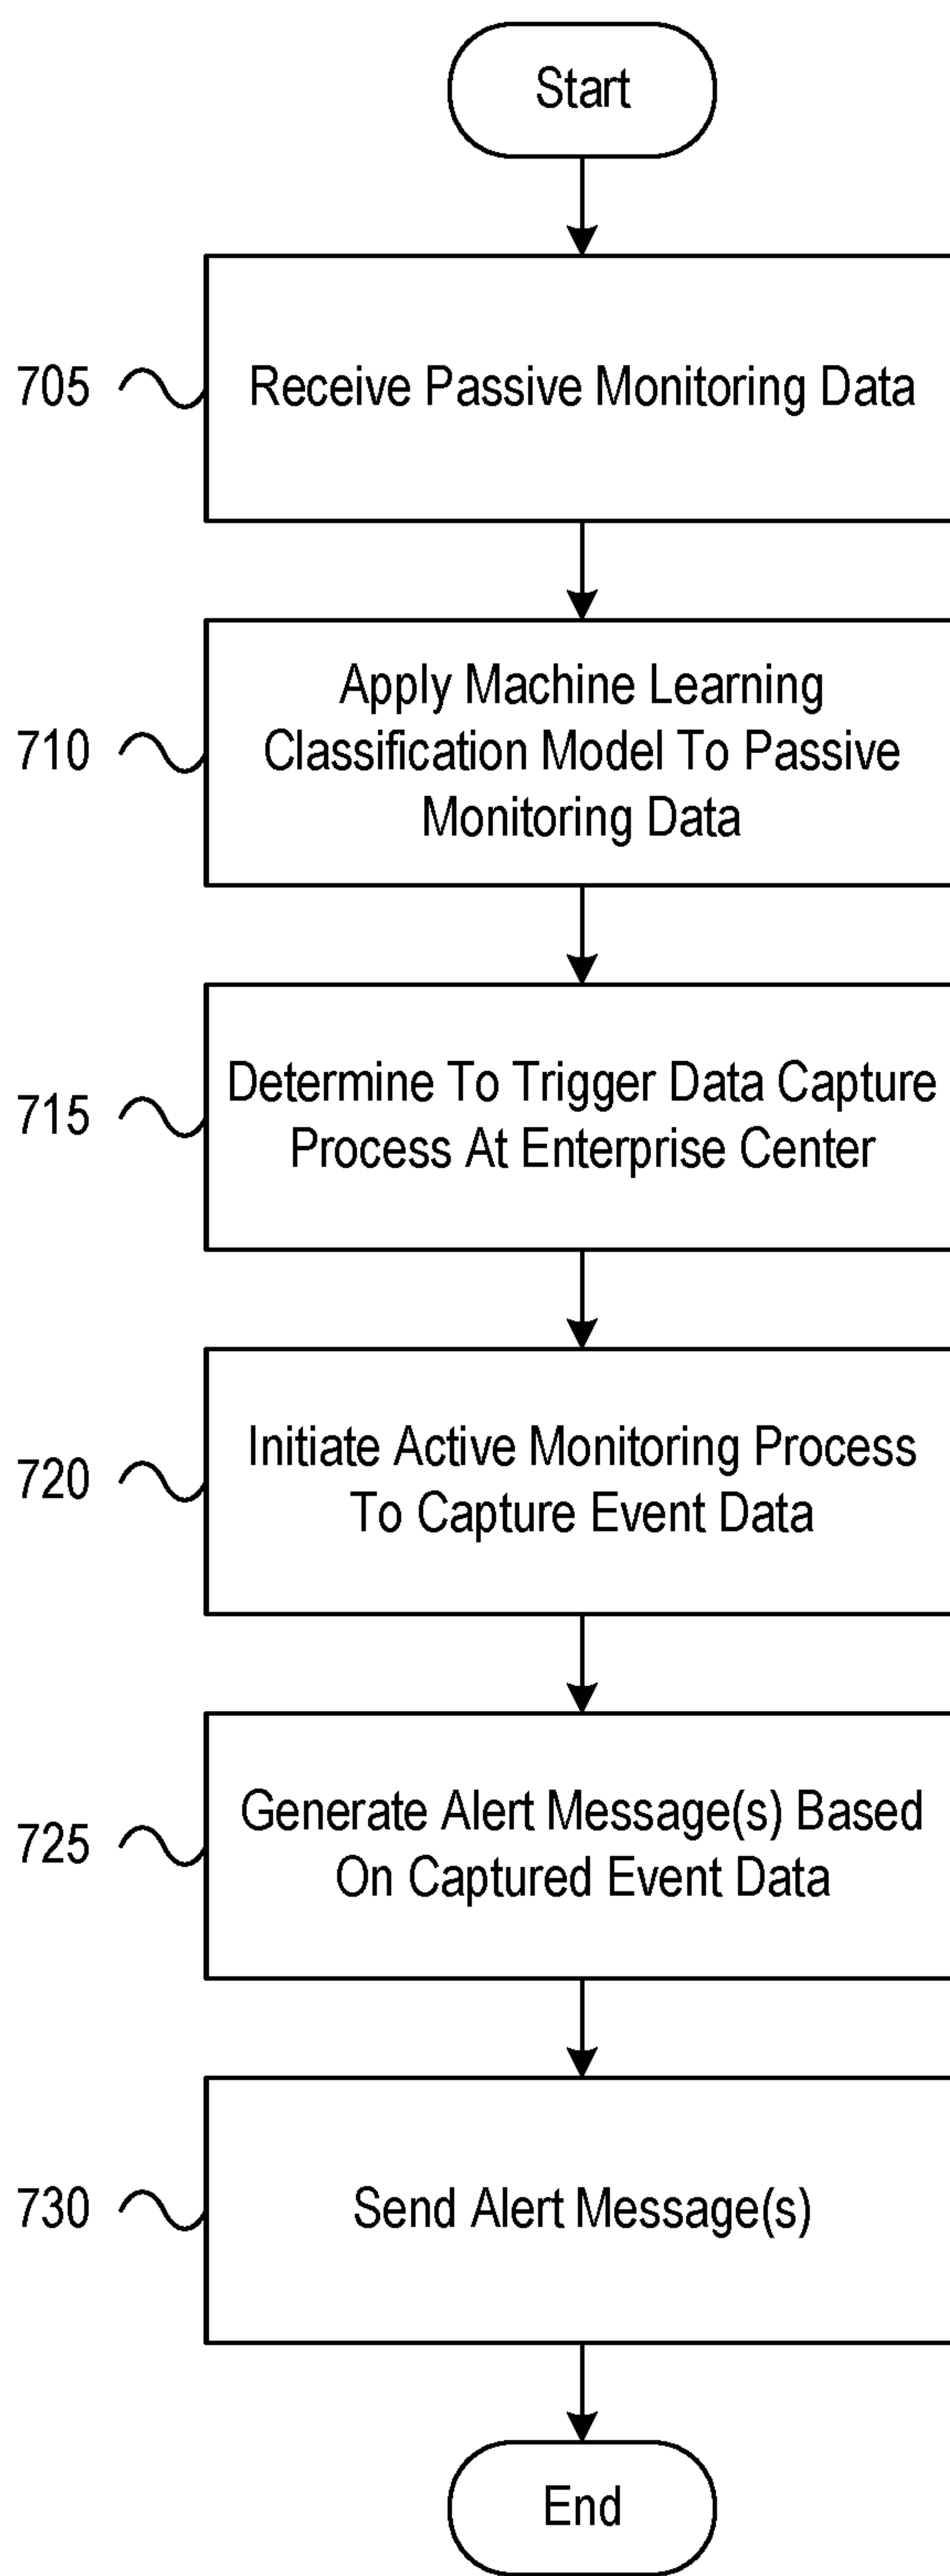 Start
705
Receive Passive Monitoring Data
710
Apply Machine Learning
Classification Model To Passive
Monitoring Data
715
Determine To Trigger Data Capture
Process At Enterprise Center
720
Initiate Active Monitoring Process
To Capture Event Data
725
Generate Alert Message(s) Based
On Captured Event Data
730
Send Alert Message(s)
End